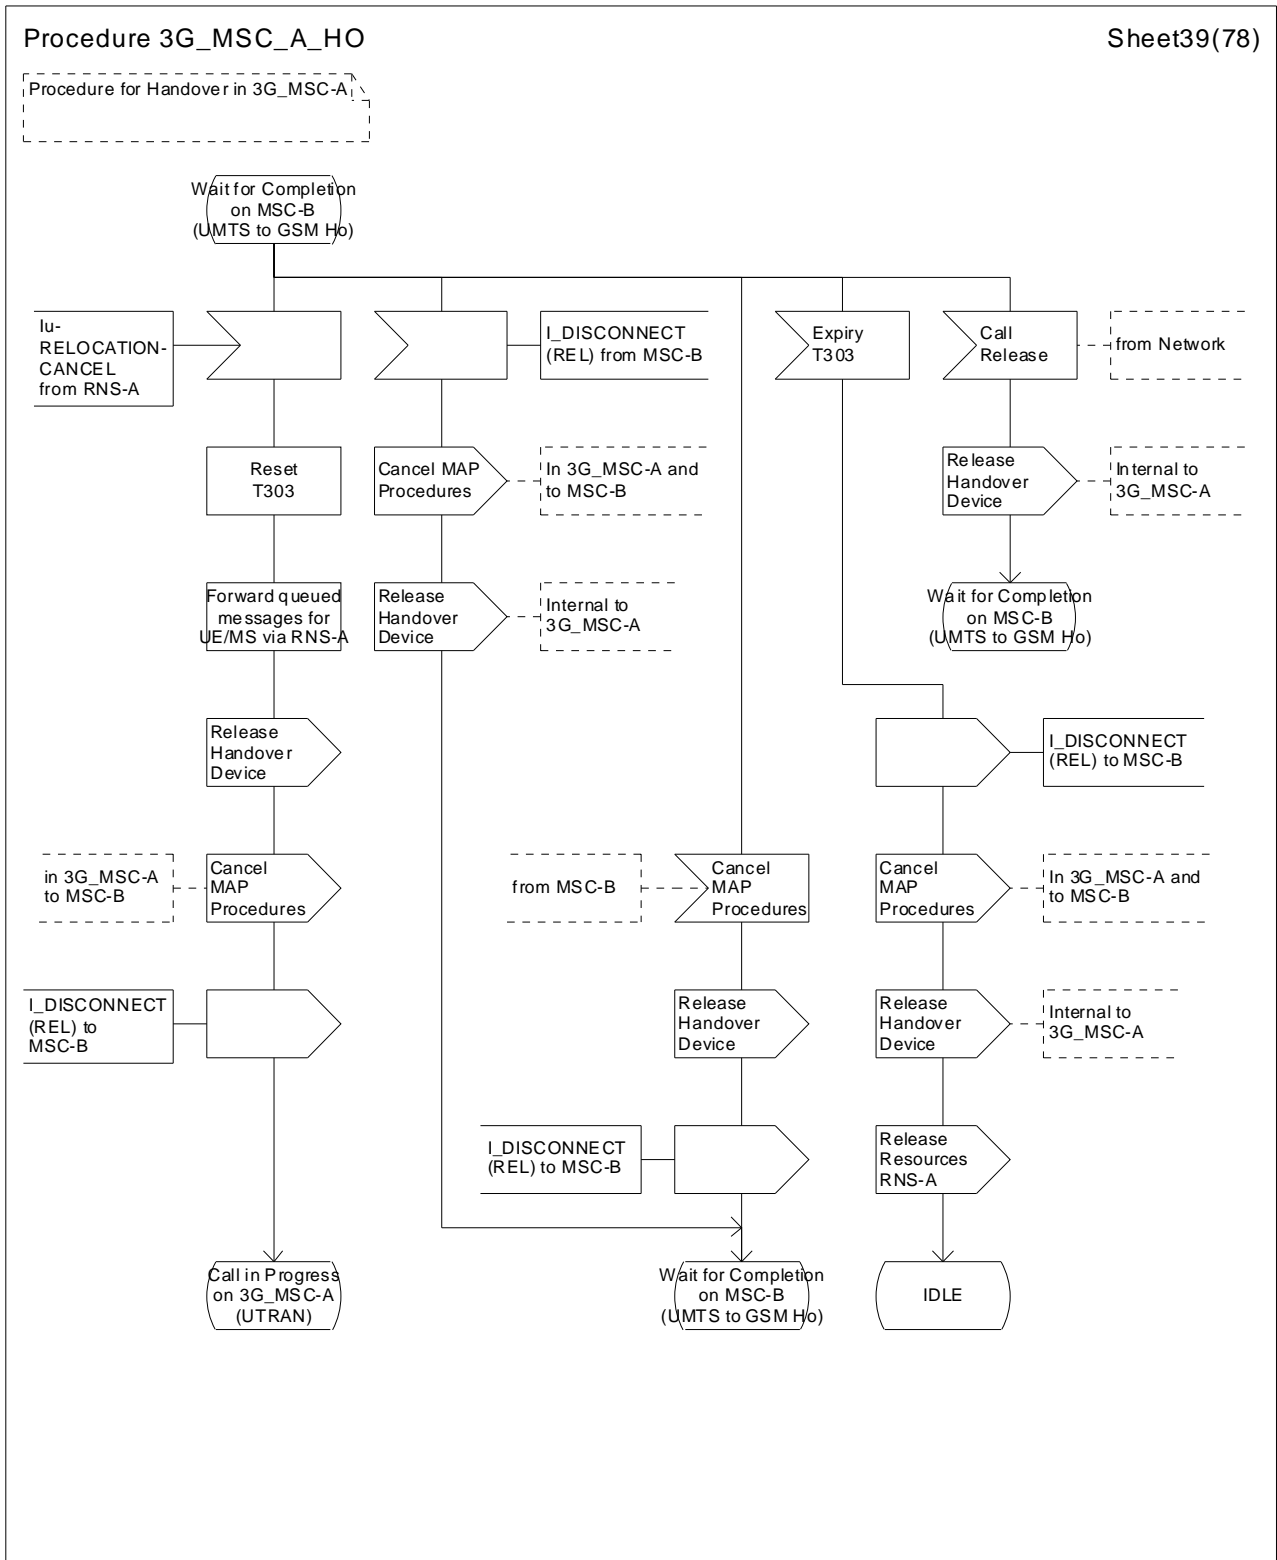 Procedure 3G_MSC_A_HO
Sheet39(78)
Procedure for Handover in 3G_MSC-A
Wait for Completion
on MSC-B
(UMTS to GSM Ho)
Iu-
RELOCATION-
CANCEL
from RNS-A
I_DISCONNECT
(REL) from MSC-B
Expiry
T303
Call
Release
from Network
Reset
T303
Cancel MAP
Procedures
In 3G_MSC-A and
to MSC-B
Release
Handover
Device
Internal to
3G_MSC-A
Forward queued
messages for
UE/MS via RNS-A
Release
Handover
Device
Internal to
3G_MSC-A
Wait for Completion
on MSC-B
(UMTS to GSM Ho)
Release
Handover
Device
I_DISCONNECT
(REL) to MSC-B
in 3G_MSC-A
to MSC-B
Cancel
MAP
Procedures
from MSC-B
Cancel
MAP
Procedures
Cancel
MAP
Procedures
In 3G_MSC-A and
to MSC-B
I_DISCONNECT
(REL) to
MSC-B
Release
Handover
Device
Release
Handover
Device
Internal to
3G_MSC-A
I_DISCONNECT
(REL) to MSC-B
Release
Resources
RNS-A
Call in Progress
on 3G_MSC-A
(UTRAN)
Wait for Completion
on MSC-B
(UMTS to GSM Ho)
IDLE